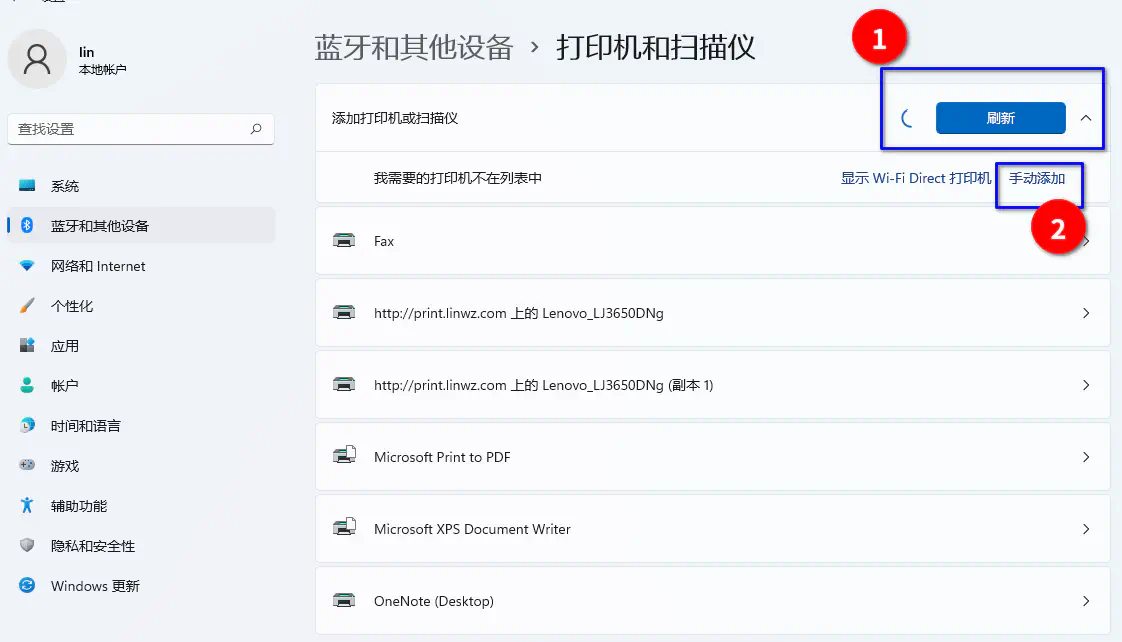 lin
本地帐户
查找设置
系统
蓝牙和其他设备
网络和 Internet
个性化
应用
帐户
时间和语言
游戏
辅助功能
隐私和安全性
Windows 更新
蓝牙和其他设备 › 打印机和扫描仪
1
添加打印机或扫描仪 刷新
我需要的打印机不在列表中 显示 Wi-Fi Direct 打印机 手动添加
2
Fax
http://print.linwz.com 上的 Lenovo_LJ3650DNg
http://print.linwz.com 上的 Lenovo_LJ3650DNg (副本 1)
Microsoft Print to PDF
Microsoft XPS Document Writer
OneNote (Desktop)